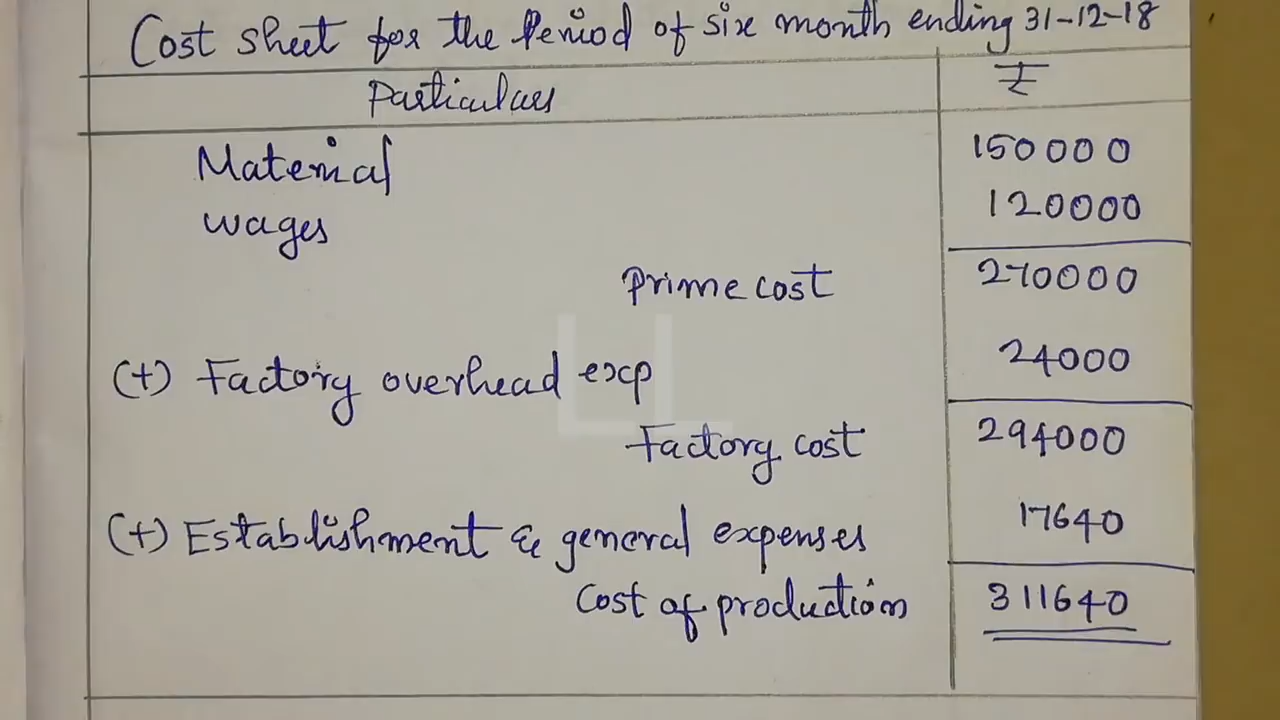 Cost sheet for the Period of six month ending 31-12-18
Particulars ₹
Material 150000
wages 120000
Prime cost 270000
(+) Factory overhead exp 24000
Factory cost 294000
(+) Establishment & general expenses 17640
Cost of production 311640
LL